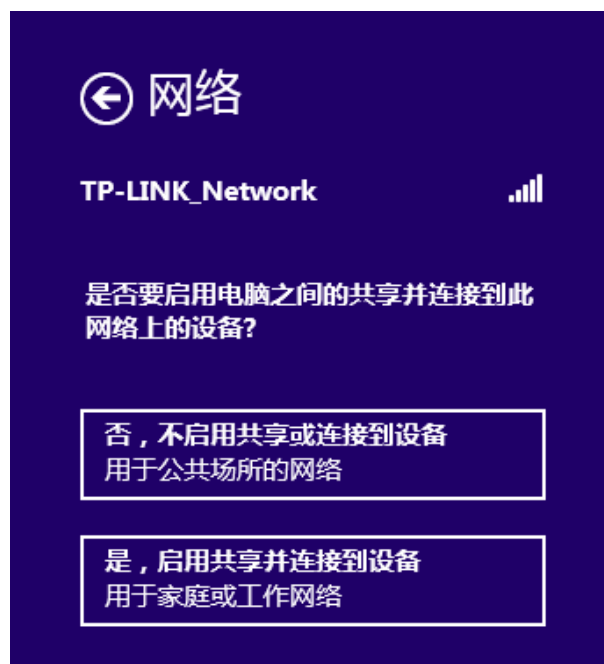 网络
TP-LINK_Network
是否要启用电脑之间的共享并连接到此
网络上的设备?
否，不启用共享或连接到设备
用于公共场所的网络
是，启用共享并连接到设备
用于家庭或工作网络